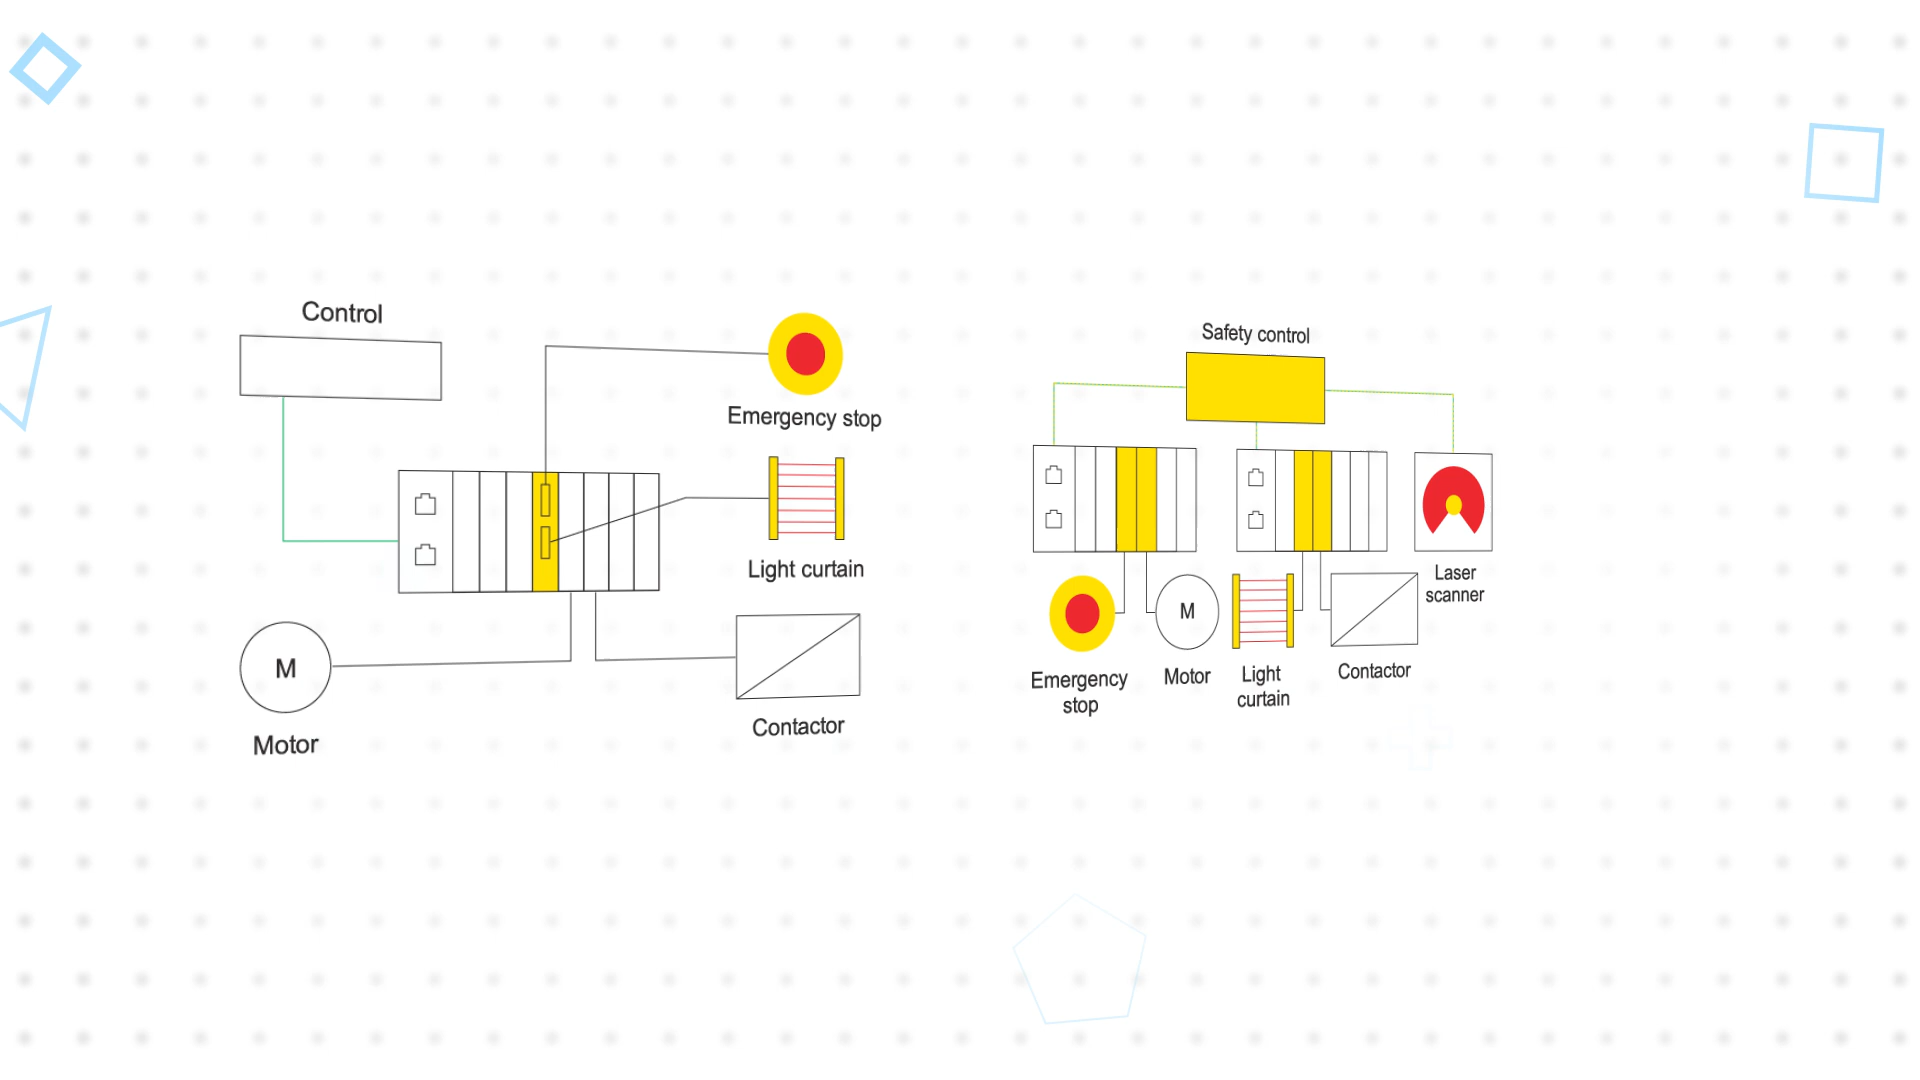 Control
Emergency stop
Light curtain
M
Motor
Contactor
Safety control
Laser
scanner
M
Emergency
stop
Motor
Light
curtain
Contactor